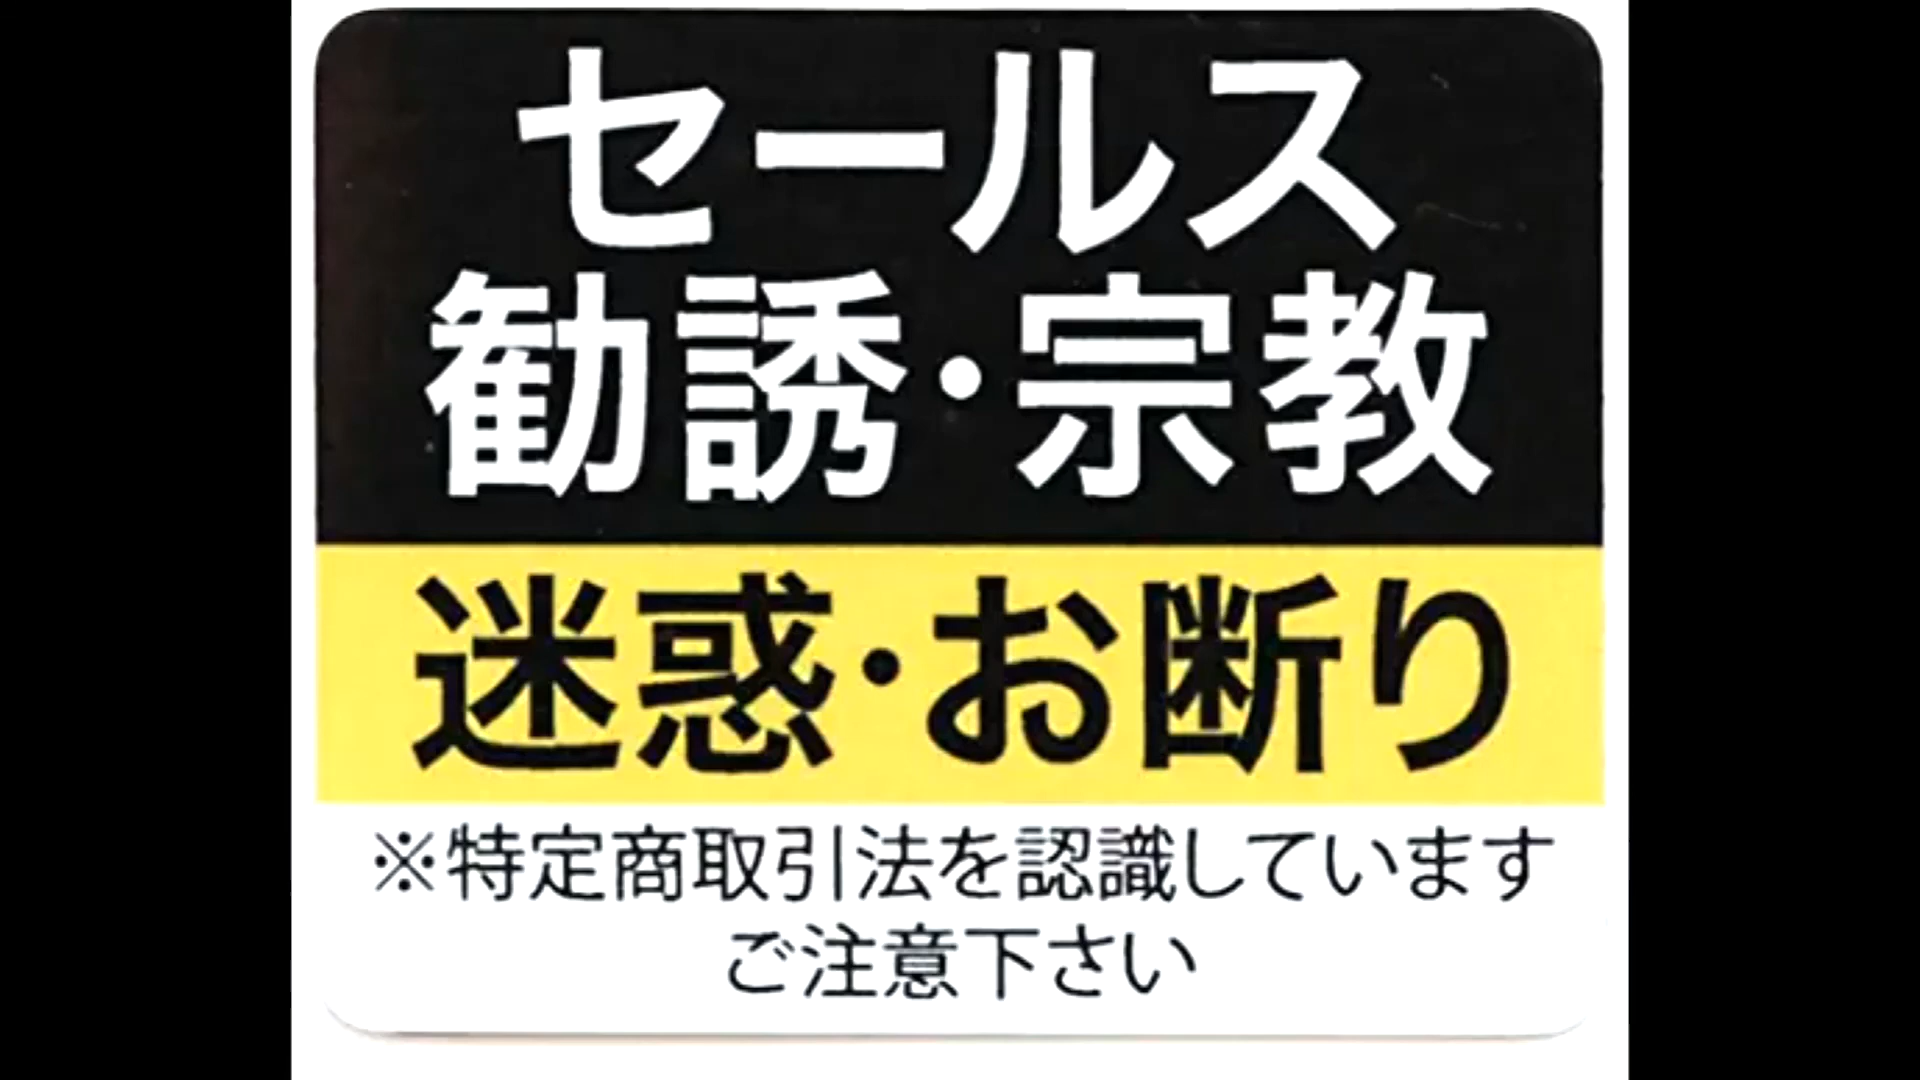 セールス
勧誘・宗教
迷惑・お断り
※特定商取引法を認識しています
ご注意下さい